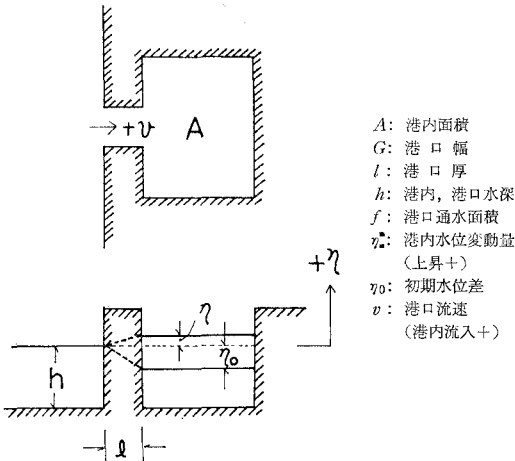 →+v
A
A: 港内面積
G: 港口幅
l: 港口厚
h: 港内,港口水深
f: 港口通水面積
η: 港内水位変動量
(上昇+)
η0: 初期水位差
v: 港口流速
(港内流入+)
+η
η
η0
h
l